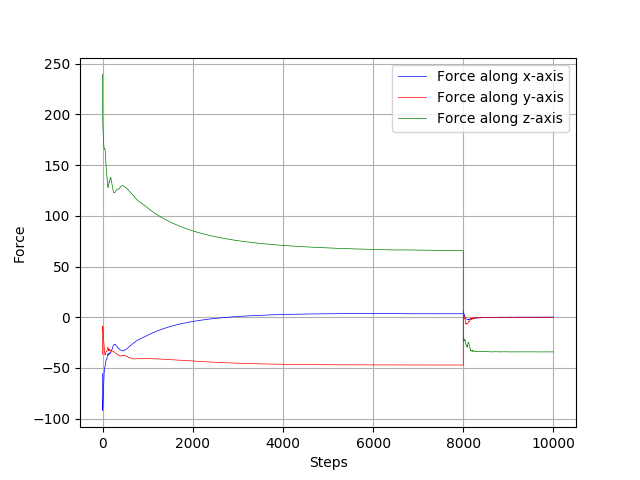 Force along x-axis
Force along y-axis
Force along z-axis
250
200
150
100
50
0
−50
−100
Force
0 2000 4000 6000 8000 10000
Steps